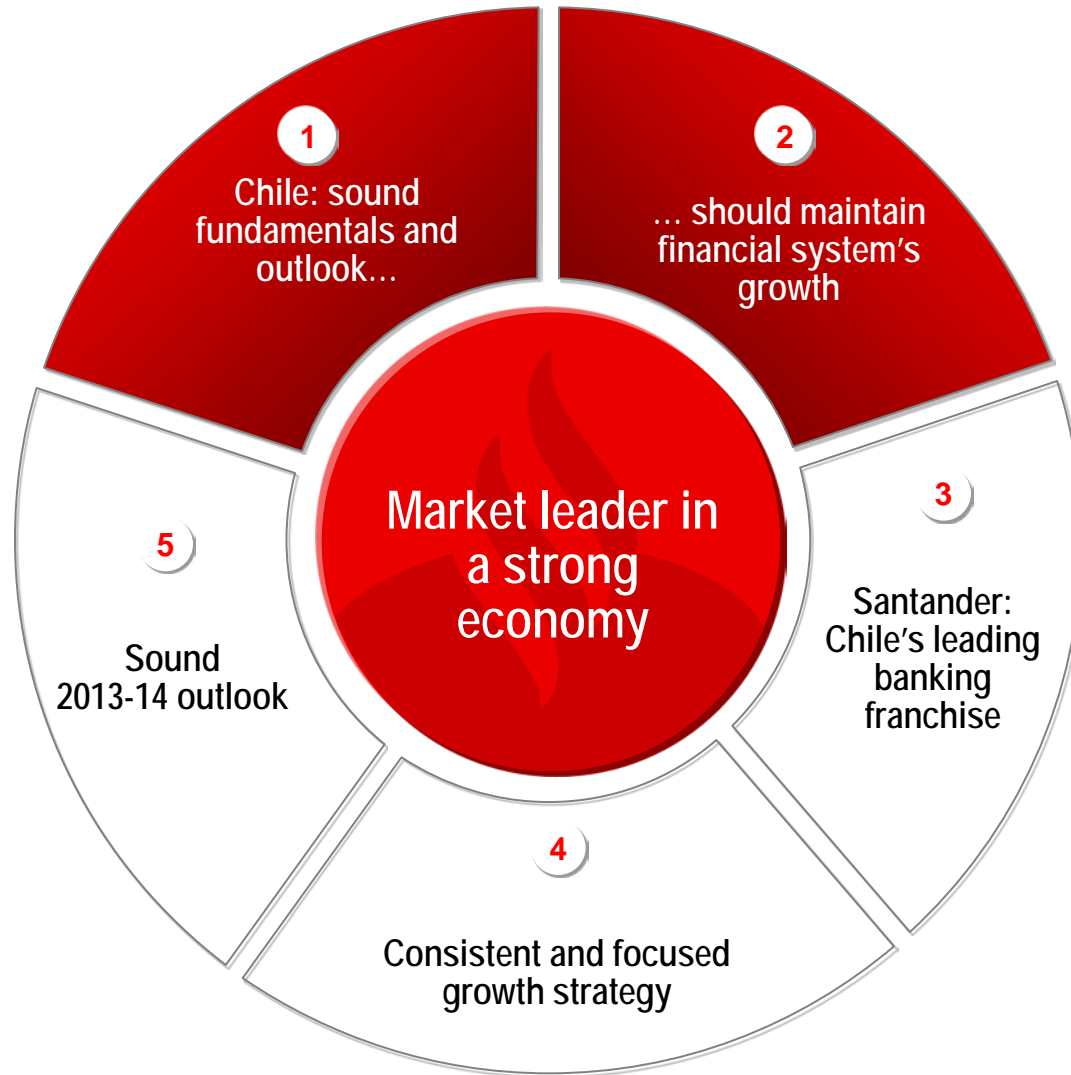 1
Chile: sound
fundamentals and
outlook…
2
… should maintain
financial system’s
growth
3
Santander:
Chile’s leading
banking
franchise
4
Consistent and focused
growth strategy
5
Sound
2013-14 outlook
Market leader in
a strong
economy